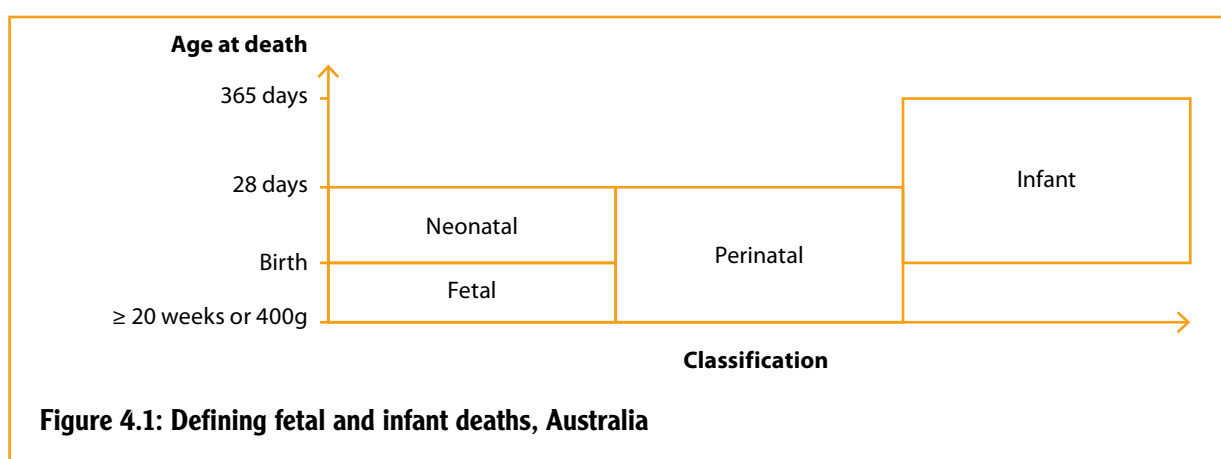 Age at death
365 days
28 days
Infant
Neonatal
Perinatal
Birth
Fetal
≥ 20 weeks or 400g
Classification
Figure 4.1: Defining fetal and infant deaths, Australia